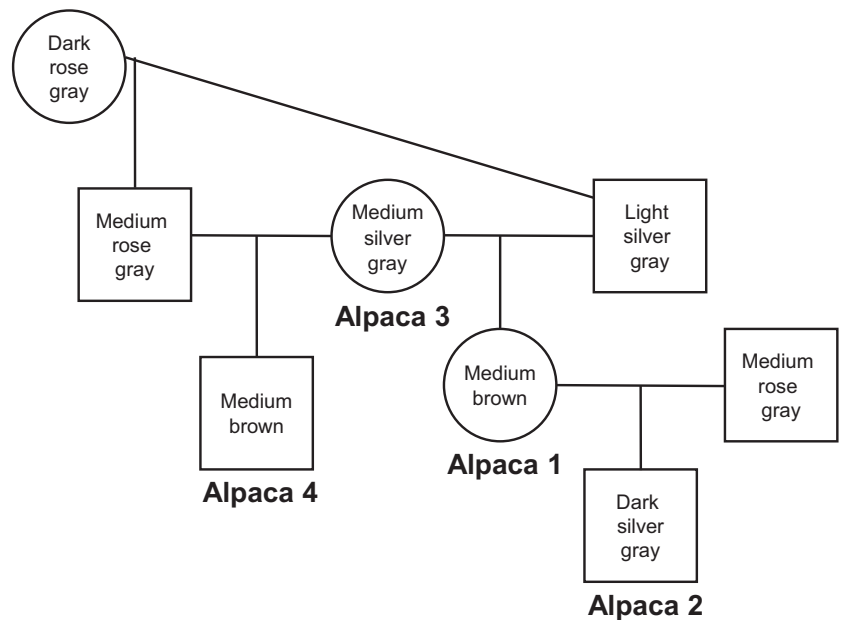 Dark
rose
gray
Medium
rose
gray
Medium
silver
gray
Alpaca 3
Light
silver
gray
Medium
brown
Alpaca 4
Medium
brown
Alpaca 1
Medium
rose
gray
Dark
silver
gray
Alpaca 2